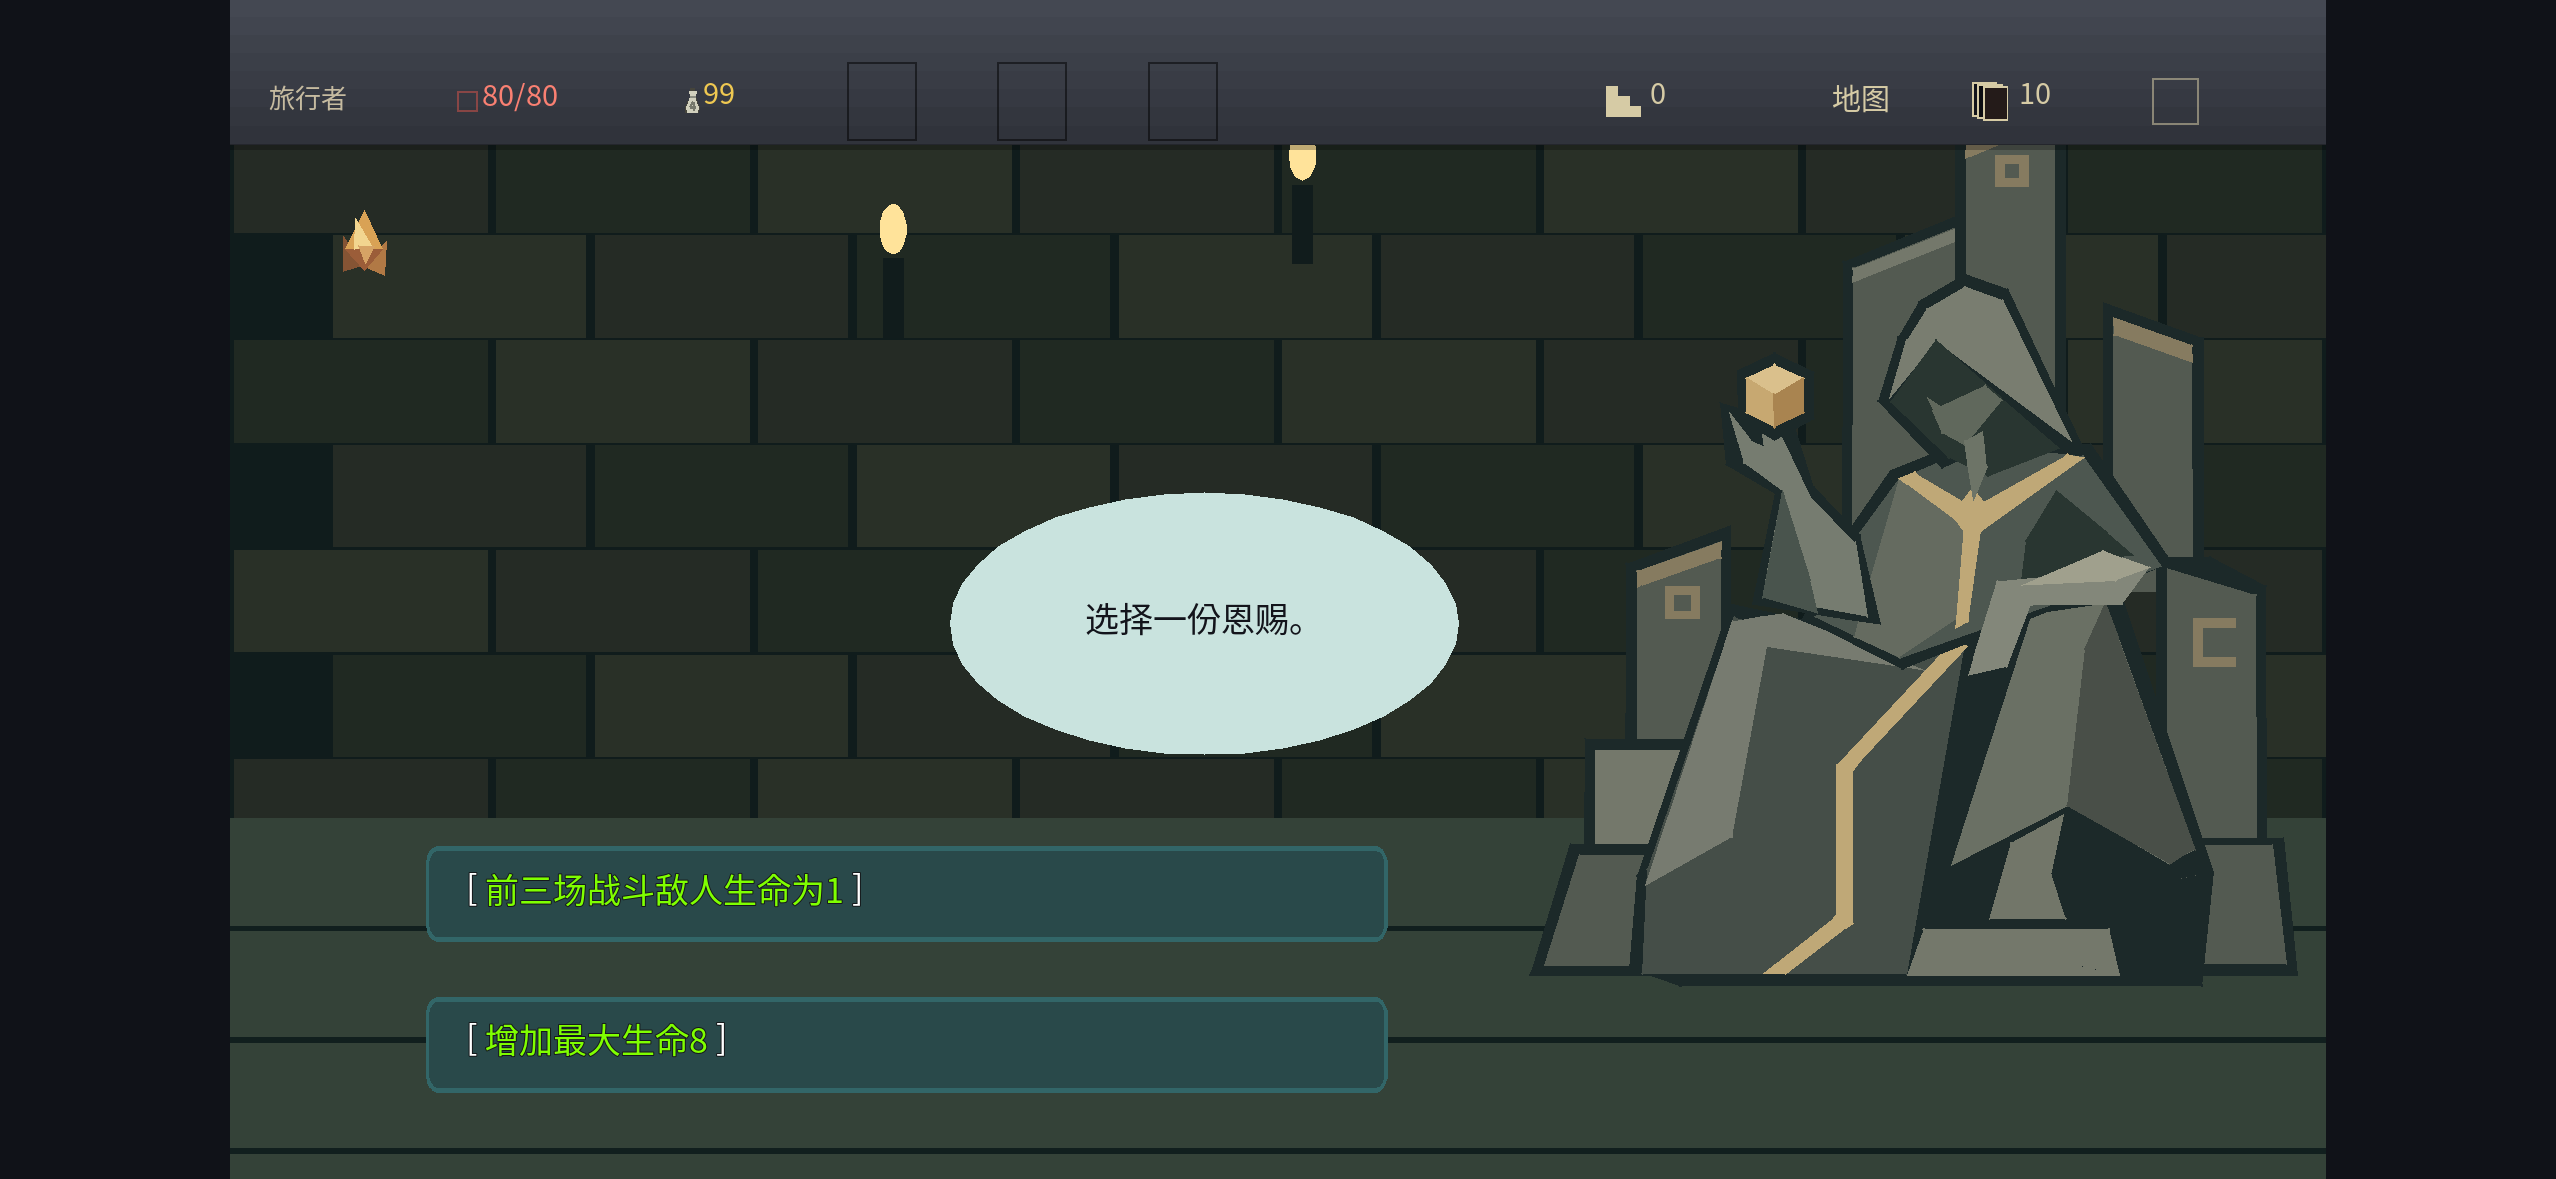 旅行者 80/80 99 0 地图 10
选择一份恩赐。
[ 前三场战斗敌人生命为1 ]
[ 增加最大生命8 ]